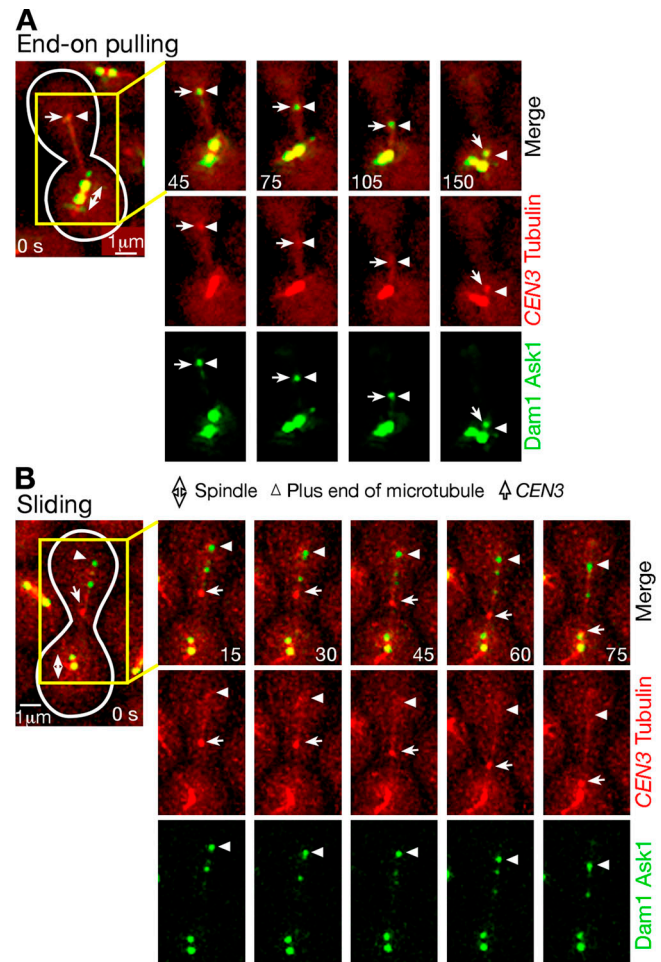 A
End-on pulling
0 s
1μm
45
75
105
150
Merge
CEN3 Tubulin
Dam1 Ask1
B
Sliding
Spindle
Plus end of microtubule
CEN3
1μm
0 s
15
30
45
60
75
Merge
CEN3 Tubulin
Dam1 Ask1